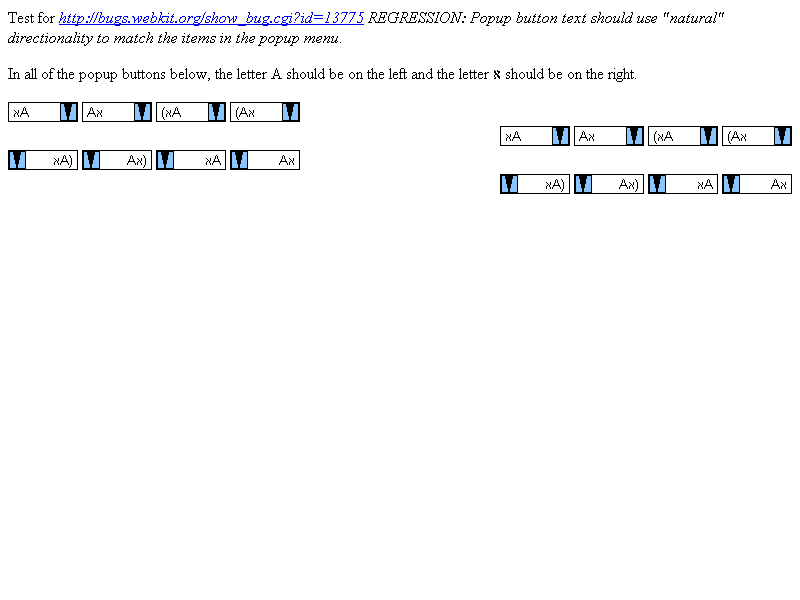 Test for http://bugs.webkit.org/show_bug.cgi?id=13775 REGRESSION: Popup button text should use "natural"
directionality to match the items in the popup menu.
In all of the popup buttons below, the letter A should be on the left and the letter א should be on the right.
אA Aא (אA (Aא
אA Aא (אA (Aא
אA) Aא) אA Aא
אA) Aא) אA Aא